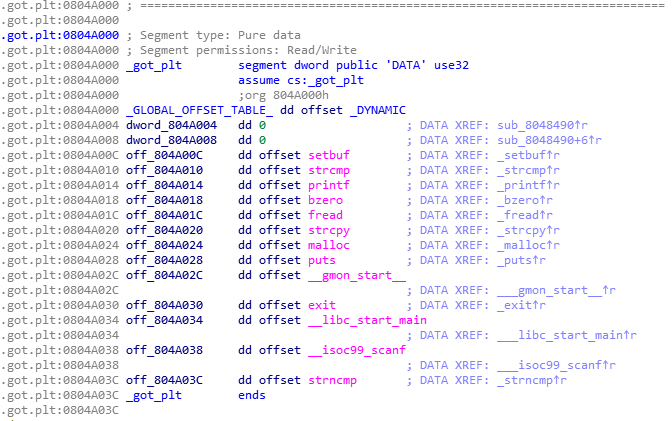 .got.plt:0804A000 ; ===========================================================================
.got.plt:0804A000
.got.plt:0804A000 ; Segment type: Pure data
.got.plt:0804A000 ; Segment permissions: Read/Write
.got.plt:0804A000 _got_plt segment dword public 'DATA' use32
.got.plt:0804A000 assume cs:_got_plt
.got.plt:0804A000 ;org 804A000h
.got.plt:0804A000 _GLOBAL_OFFSET_TABLE_ dd offset _DYNAMIC
.got.plt:0804A004 dword_804A004 dd 0 ; DATA XREF: sub_8048490↑r
.got.plt:0804A008 dword_804A008 dd 0 ; DATA XREF: sub_8048490+6↑r
.got.plt:0804A00C off_804A00C dd offset setbuf ; DATA XREF: _setbuf↑r
.got.plt:0804A010 off_804A010 dd offset strcmp ; DATA XREF: _strcmp↑r
.got.plt:0804A014 off_804A014 dd offset printf ; DATA XREF: _printf↑r
.got.plt:0804A018 off_804A018 dd offset bzero ; DATA XREF: _bzero↑r
.got.plt:0804A01C off_804A01C dd offset fread ; DATA XREF: _fread↑r
.got.plt:0804A020 off_804A020 dd offset strcpy ; DATA XREF: _strcpy↑r
.got.plt:0804A024 off_804A024 dd offset malloc ; DATA XREF: _malloc↑r
.got.plt:0804A028 off_804A028 dd offset puts ; DATA XREF: _puts↑r
.got.plt:0804A02C off_804A02C dd offset __gmon_start__
.got.plt:0804A02C ; DATA XREF: ___gmon_start__↑r
.got.plt:0804A030 off_804A030 dd offset exit ; DATA XREF: _exit↑r
.got.plt:0804A034 off_804A034 dd offset __libc_start_main
.got.plt:0804A034 ; DATA XREF: ___libc_start_main↑r
.got.plt:0804A038 off_804A038 dd offset __isoc99_scanf
.got.plt:0804A038 ; DATA XREF: ___isoc99_scanf↑r
.got.plt:0804A03C off_804A03C dd offset strncmp ; DATA XREF: _strncmp↑r
.got.plt:0804A03C _got_plt ends
.got.plt:0804A03C